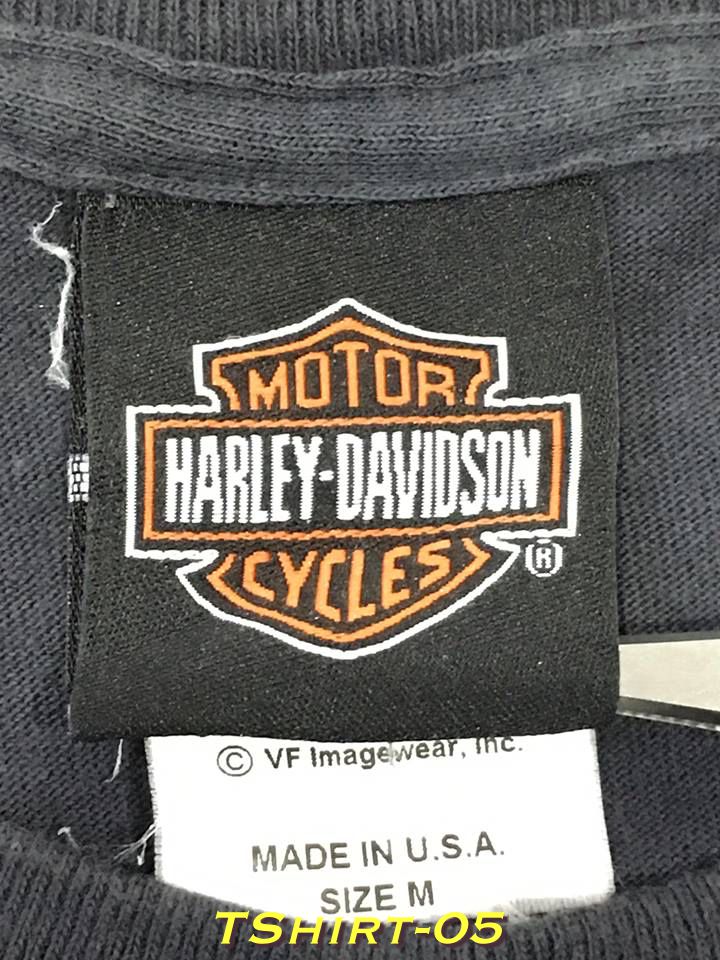 MOTOR
HARLEY-DAVIDSON
CYCLES
®
© VF Imagewear, Inc.
MADE IN U.S.A.
SIZE M
TSHIRT-05